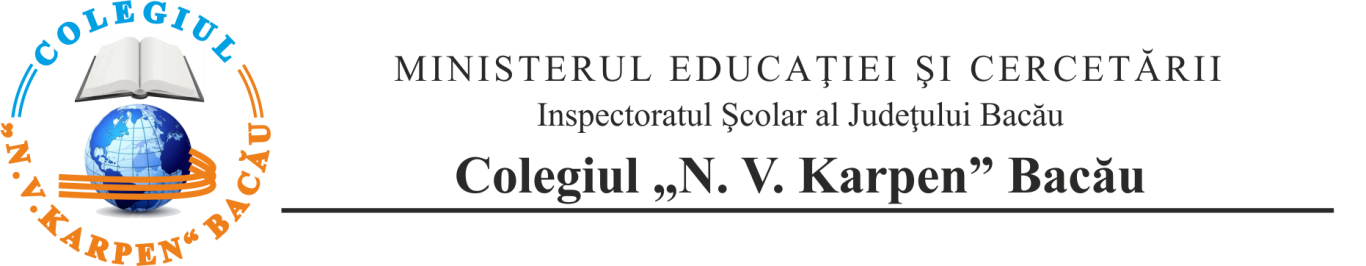 COLEGIUL
“N.V.KARPEN“ BACĂU
MINISTERUL EDUCAŢIEI ŞI CERCETĂRII
Inspectoratul Şcolar al Judeţului Bacău
Colegiul „N. V. Karpen” Bacău